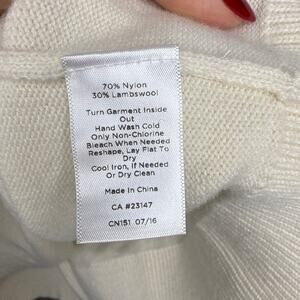 70% Nylon
30% Lambswool
Turn Garment Inside
Out
Hand Wash Cold
Only Non-Chlorine
Bleach When Needed
Reshape, Lay Flat To
Dry
Cool Iron, If Needed
Or Dry Clean
Made In China
CA #23147
CN151 07/16